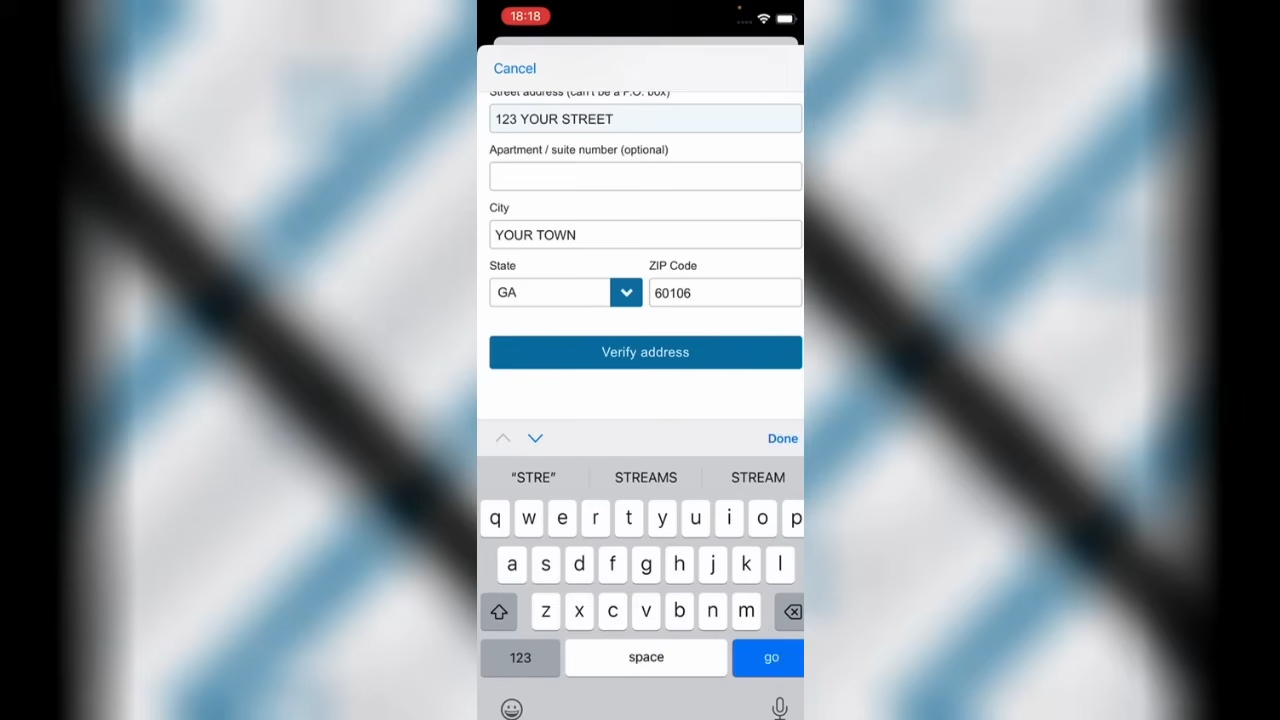 18:18
Cancel
Street address (can't be a P.O. box)
123 YOUR STREET
Apartment / suite number (optional)
City
YOUR TOWN
State ZIP Code
GA 60106
Verify address
Done
"STRE" STREAMS STREAM
q w e r t y u i o p
a s d f g h j k l
z x c v b n m
123 space go